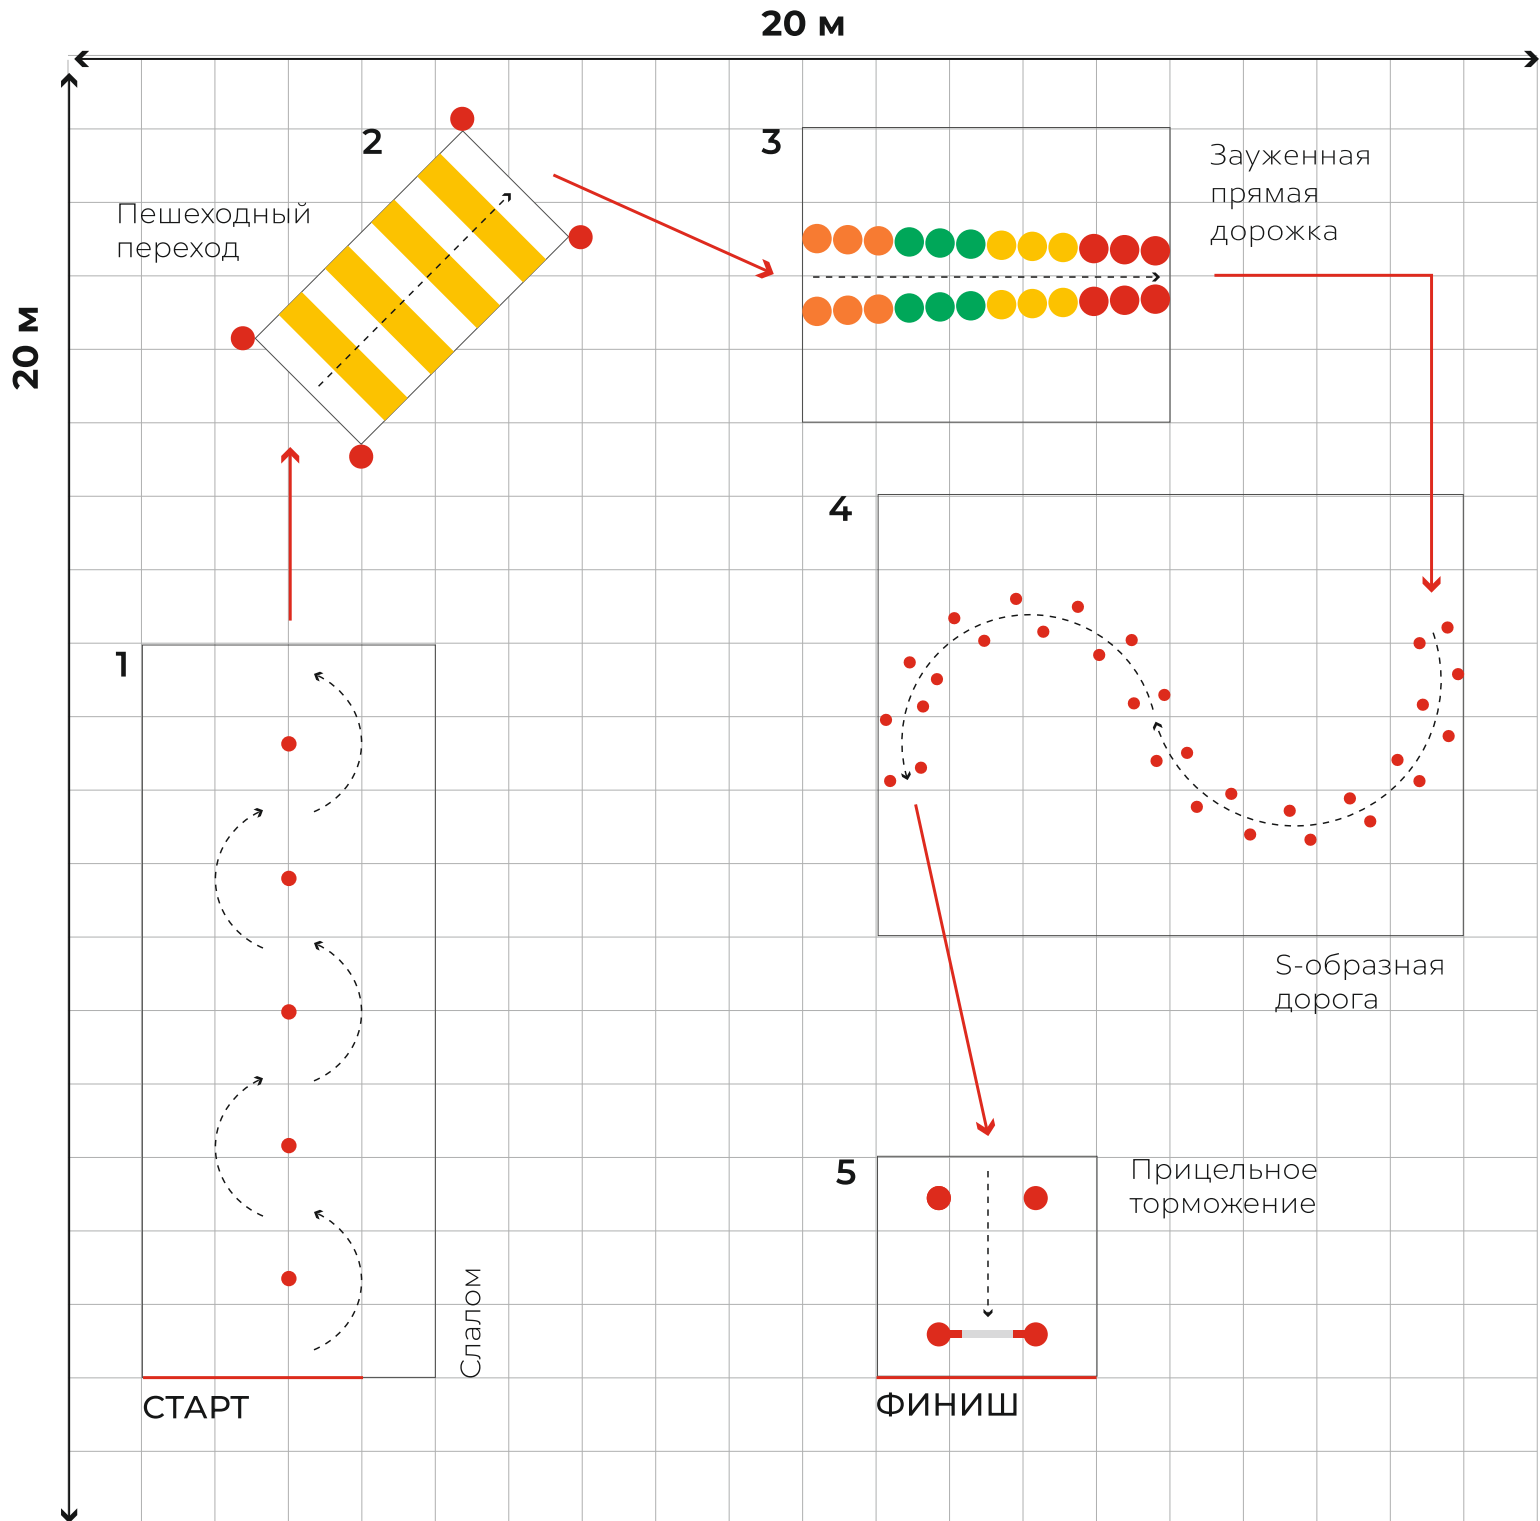 20 м
20 м
2
Пешеходный
переход
3
Зауженная
прямая
дорожка
4
S-образная
дорога
1
Слалом
СТАРТ
5
Прицельное
торможение
ФИНИШ